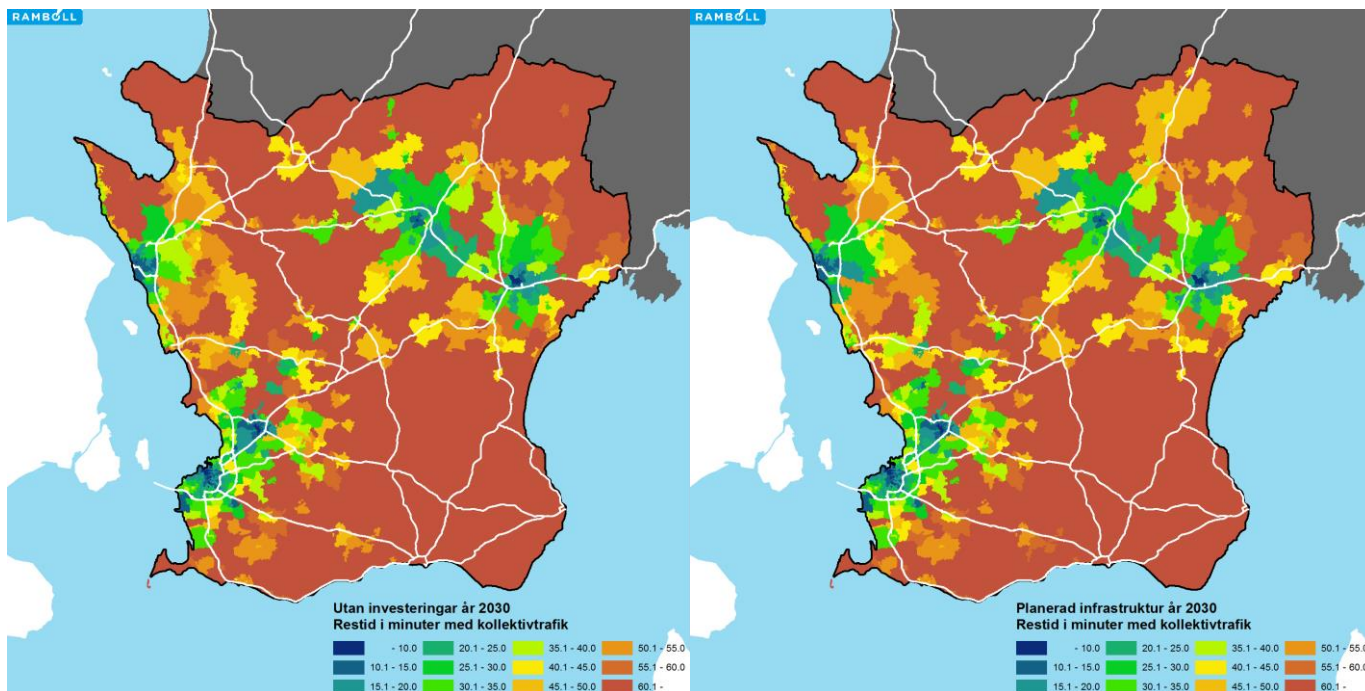 RAMBÖLL
Utan investeringar år 2030
Restid i minuter med kollektivtrafik
- 10.0 20.1 - 25.0 35.1 - 40.0 50.1 - 55.0
10.1 - 15.0 25.1 - 30.0 40.1 - 45.0 55.1 - 60.0
15.1 - 20.0 30.1 - 35.0 45.1 - 50.0 60.1 -
RAMBÖLL
Planerad infrastruktur år 2030
Restid i minuter med kollektivtrafik
- 10.0 20.1 - 25.0 35.1 - 40.0 50.1 - 55.0
10.1 - 15.0 25.1 - 30.0 40.1 - 45.0 55.1 - 60.0
15.1 - 20.0 30.1 - 35.0 45.1 - 50.0 60.1 -